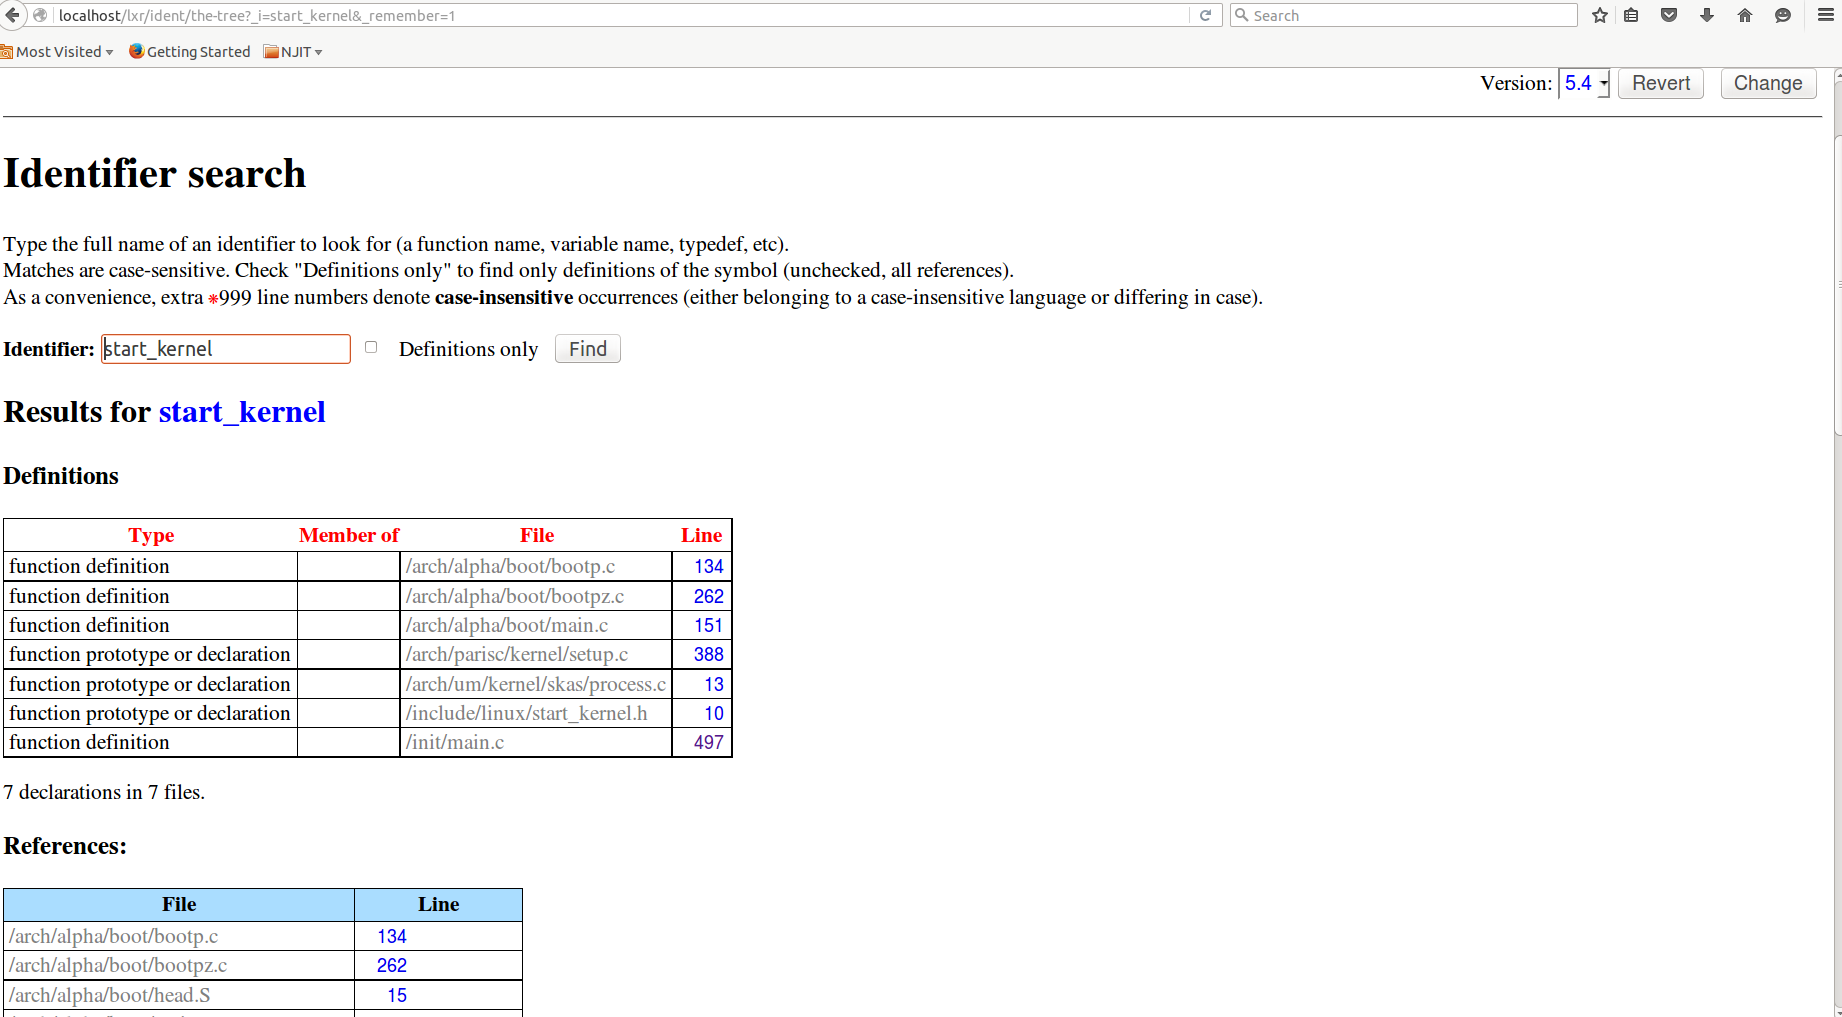 localhost/lxr/ident/the-tree?_i=start_kernel&_remember=1
Search
Most Visited
Getting Started
NJIT
Version: 5.4 Revert Change
Identifier search
Type the full name of an identifier to look for (a function name, variable name, typedef, etc).
Matches are case-sensitive. Check "Definitions only" to find only definitions of the symbol (unchecked, all references).
As a convenience, extra *999 line numbers denote case-insensitive occurrences (either belonging to a case-insensitive language or differing in case).
Identifier: start_kernel Definitions only Find
Results for start_kernel
Definitions
Type Member of File Line
function definition /arch/alpha/boot/bootp.c 134
function definition /arch/alpha/boot/bootpz.c 262
function definition /arch/alpha/boot/main.c 151
function prototype or declaration /arch/parisc/kernel/setup.c 388
function prototype or declaration /arch/um/kernel/skas/process.c 13
function prototype or declaration /include/linux/start_kernel.h 10
function definition /init/main.c 497
7 declarations in 7 files.
References:
File Line
/arch/alpha/boot/bootp.c 134
/arch/alpha/boot/bootpz.c 262
/arch/alpha/boot/head.S 15